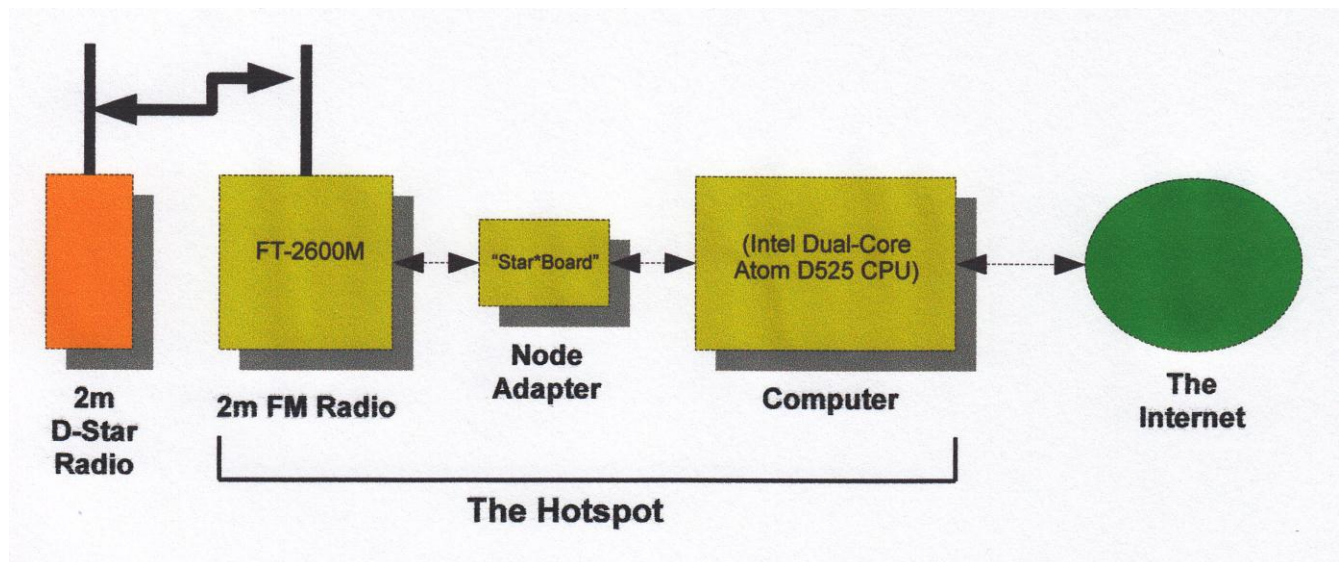 FT-2600M
"Star*Board"
(Intel Dual-Core
Atom D525 CPU)
2m
D-Star
Radio
2m FM Radio
Node
Adapter
Computer
The
Internet
The Hotspot